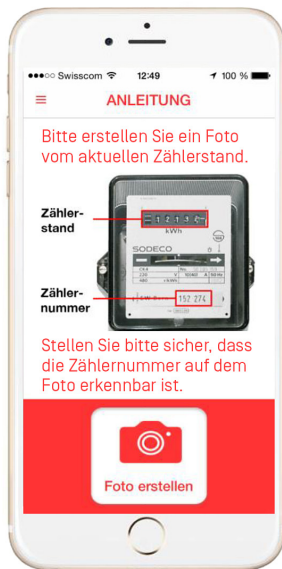 Swisscom 12:49 100 %
ANLEITUNG
Bitte erstellen Sie ein Foto
vom aktuellen Zählerstand.
Zähler-
stand
kWh
SODECO
Zähler-
nummer
152 274
Stellen Sie bitte sicher, dass
die Zählernummer auf dem
Foto erkennbar ist.
Foto erstellen